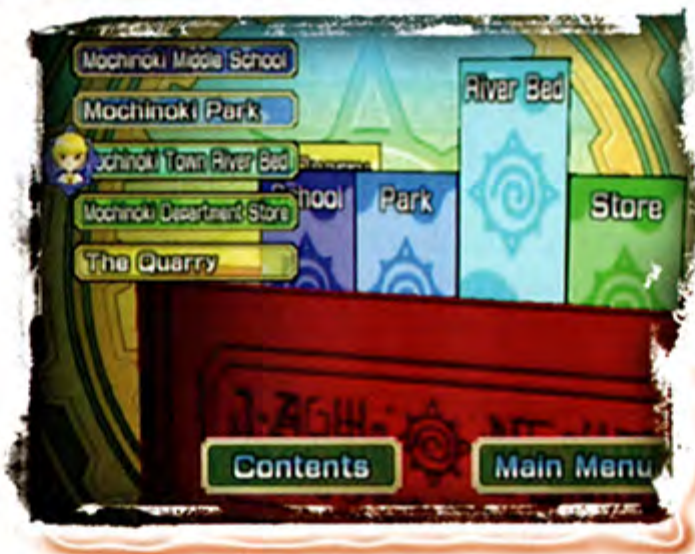 Mochinoki Middle School
Mochinoki Park
ochinoki Town River Bed
Mochinoki Department Store
The Quarry
River Bed
hool
Park
Store
Contents
Main Menu